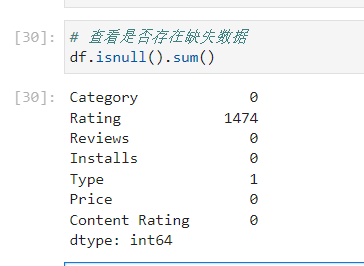 [30]: # 查看是否存在缺失数据
df.isnull().sum()
[30]: Category 0
Rating 1474
Reviews 0
Installs 0
Type 1
Price 0
Content Rating 0
dtype: int64